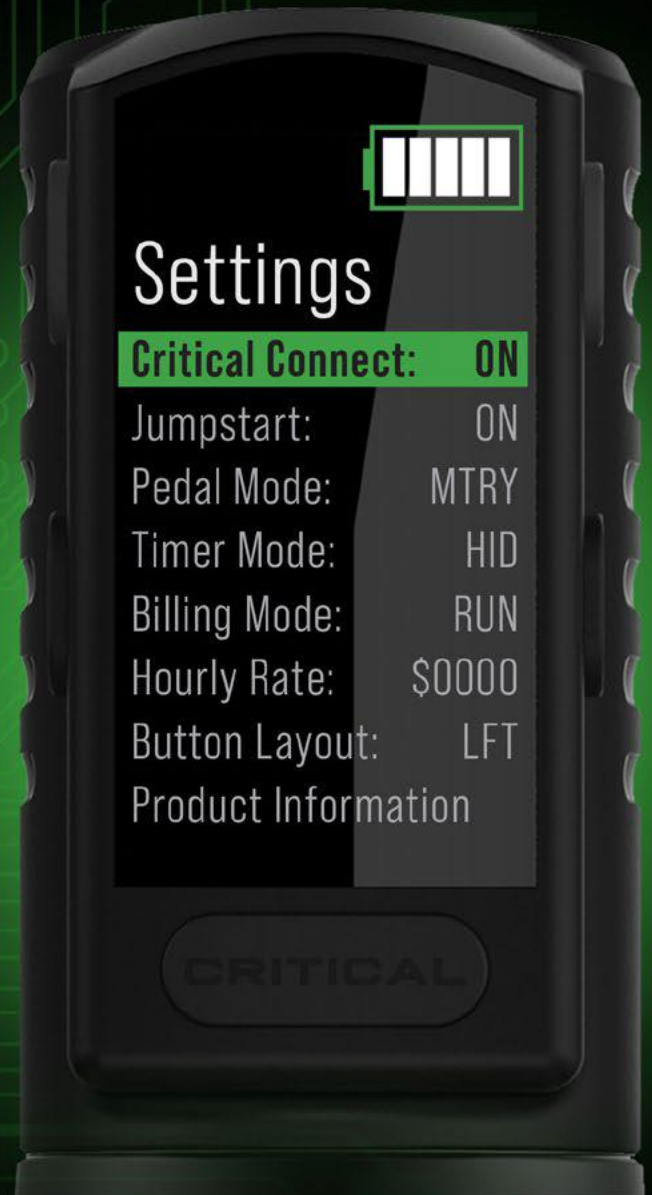 Settings
Critical Connect: ON
Jumpstart: ON
Pedal Mode: MTRY
Timer Mode: HID
Billing Mode: RUN
Hourly Rate: $0000
Button Layout: LFT
Product Information
CRITICAL